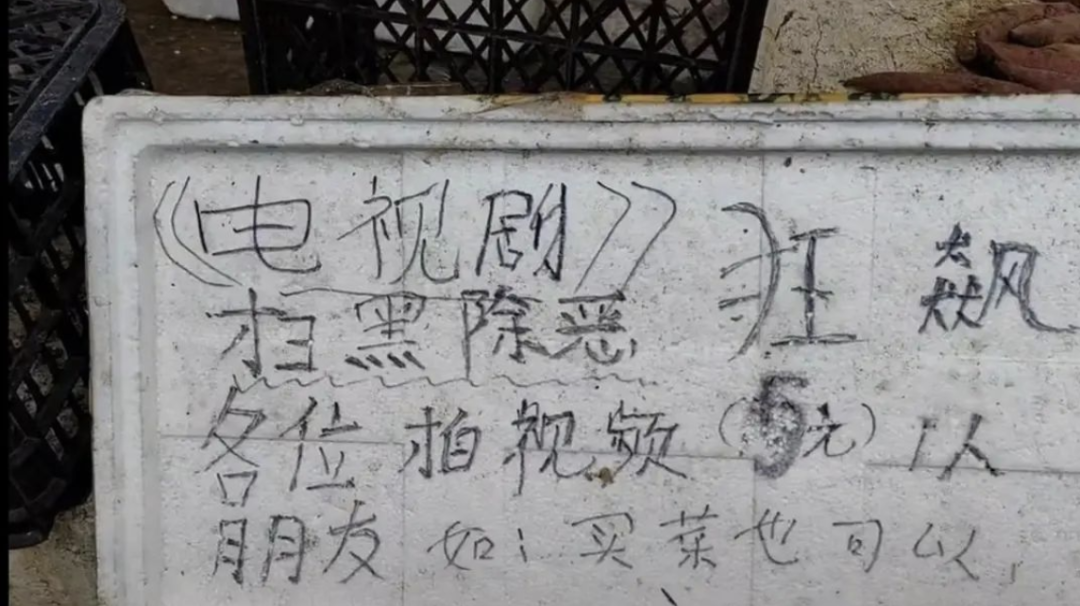 《电视剧》 狂飙
扫黑除恶
各位 拍视频 (5元) 1人
朋友 如: 买菜也可以